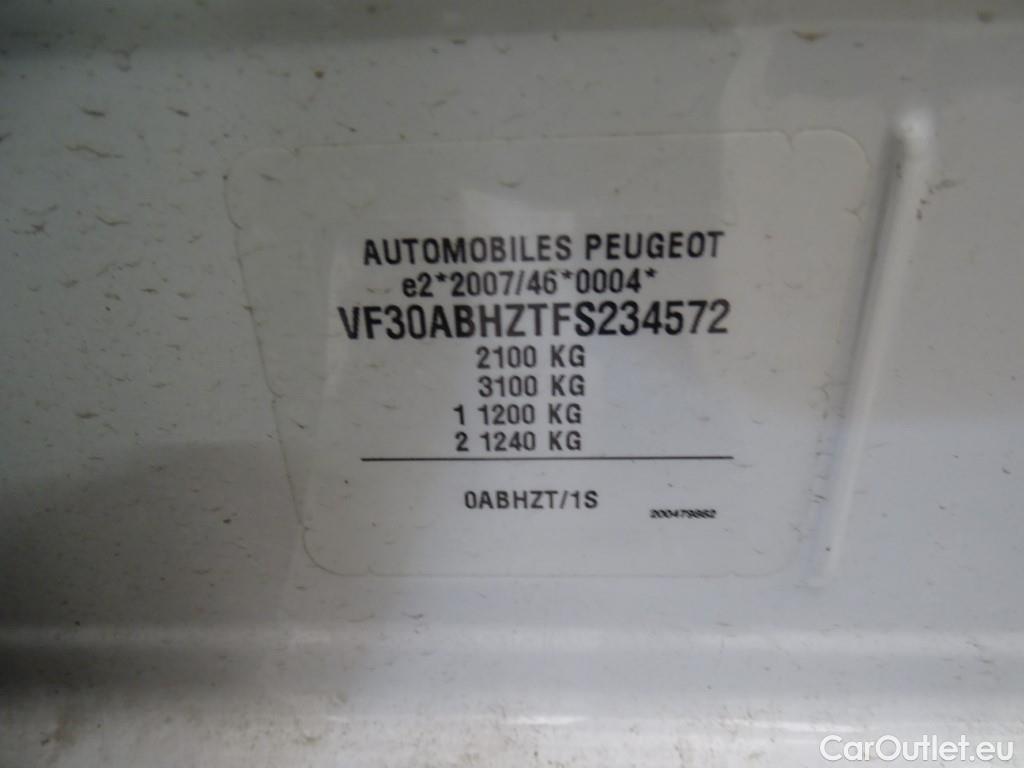 AUTOMOBILES PEUGEOT
e2*2007/46*0004*
VF30ABHZTFS234572
2100 KG
3100 KG
1 1200 KG
2 1240 KG
0ABHZT/1S
200479862
CarOutlet.eu